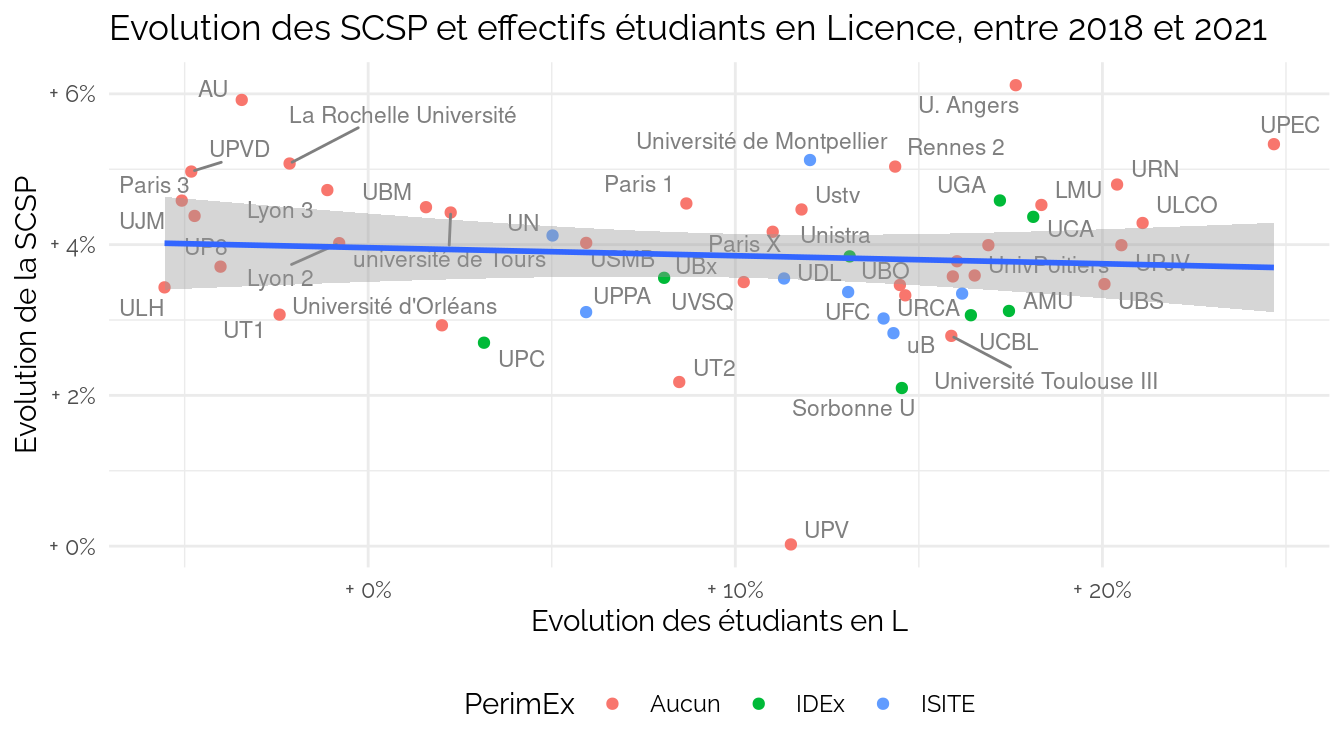 Evolution des SCSP et effectifs étudiants en Licence, entre 2018 et 2021
+ 6%
+ 4%
+ 2%
+ 0%
Evolution de la SCSP
AU
La Rochelle Université
UPVD
Paris 3
UJM
UP8
ULH
UT1
Lyon 3
Lyon 2
UBM
université de Tours
Université d'Orléans
UPC
UN
USMB
UPPA
UBx
UVSQ
UT2
Paris 1
Paris X
Université de Montpellier
Ustv
Unistra
UDL
UBO
UFC
URCA
uB
Sorbonne U
UPV
U. Angers
Rennes 2
UGA
LMU
UCA
UnivPoitiers
AMU
UCBL
Université Toulouse III
URN
ULCO
UPJV
UBS
UPEC
+ 0%
+ 10%
+ 20%
Evolution des étudiants en L
PerimEx
Aucun
IDEx
ISITE